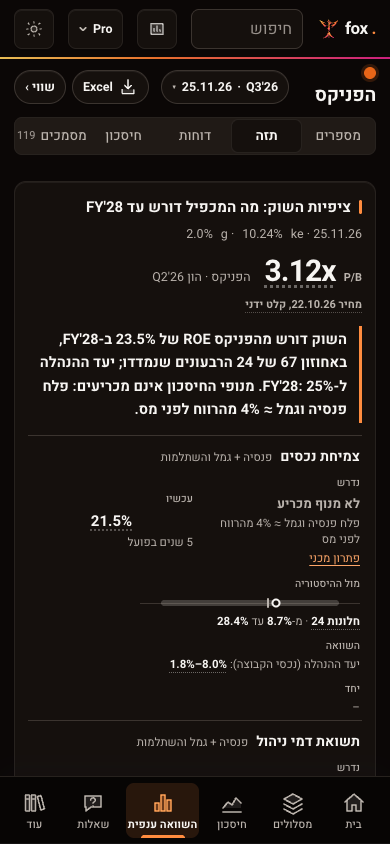 fox.
חיפוש
Pro
הפניקס
25.11.26 · Q3'26
Excel
שווי ‹
מספרים
תזה
דוחות
חיסכון
מסמכים 119
ציפיות השוק: מה המכפיל דורש עד FY'28
25.11.26 · ke 10.24% · g 2.0%
P/B 3.12x הפניקס · הון Q2'26
מחיר 22.10.26, קלט ידני
השוק דורש מהפניקס ROE של 23.5% ב-FY'28,
באחוזון 67 של 24 הרבעונים שנמדדו; יעד ההנהלה
ל-FY'28: 25%. מנופי החיסכון אינם מכריעים: פלח
פנסיה וגמל ≈ 4% מהרווח לפני מס.
צמיחת נכסים פנסיה + גמל והשתלמות
נדרש
לא מנוף מכריע
פלח פנסיה וגמל ≈ 4% מהרווח
לפני מס
פתרון מכני
עכשיו
21.5%
5 שנים בפועל
מול ההיסטוריה
24 חלונות · מ-8.7% עד 28.4%
השוואה
יעד ההנהלה (נכסי הקבוצה): 1.8%–8.0%
יחד
–
תשואת דמי ניהול פנסיה + גמל והשתלמות
נדרש
בית
מסלולים
חיסכון
השוואה ענפית
שאלות
עוד